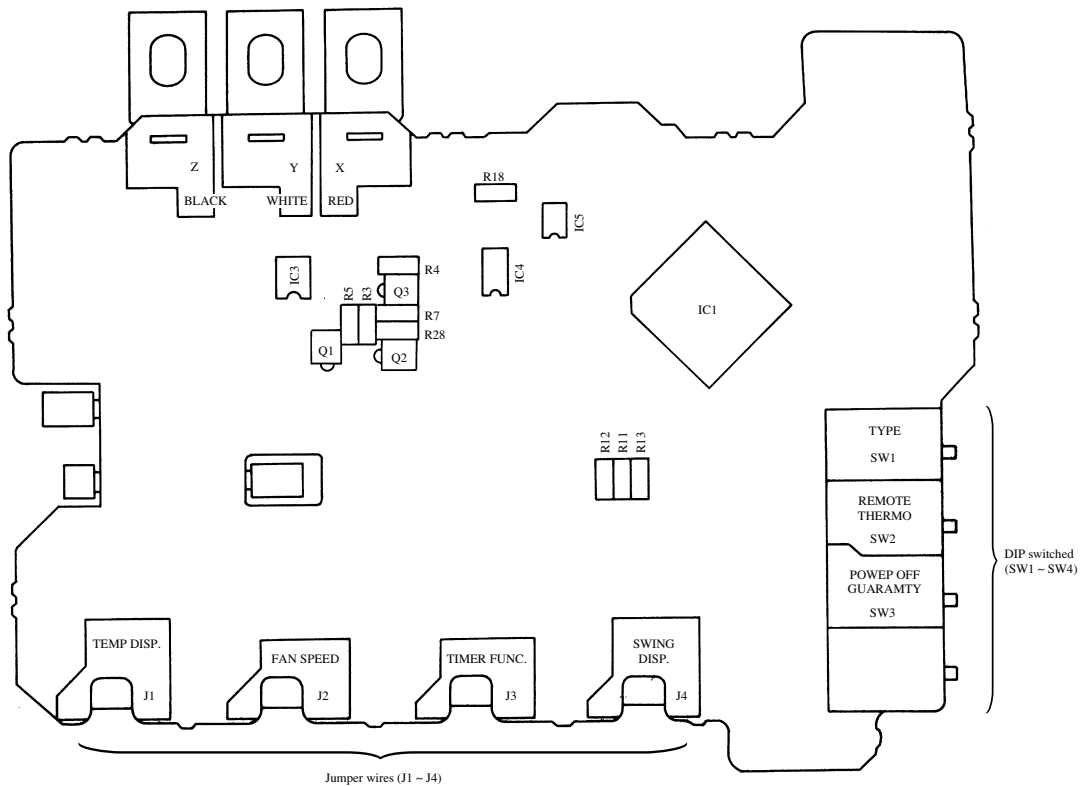 Z
Y
X
BLACK
WHITE
RED
R18
IC5
IC3
R4
IC4
R5
R3
Q3
R7
R28
Q1
Q2
IC1
R12
R11
R13
TYPE
SW1
REMOTE
THERMO
SW2
POWEP OFF
GUARAMTY
SW3
DIP switched
(SW1 ~ SW4)
TEMP DISP.
J1
FAN SPEED
J2
TIMER FUNC.
J3
SWING
DISP.
J4
Jumper wires (J1 ~ J4)